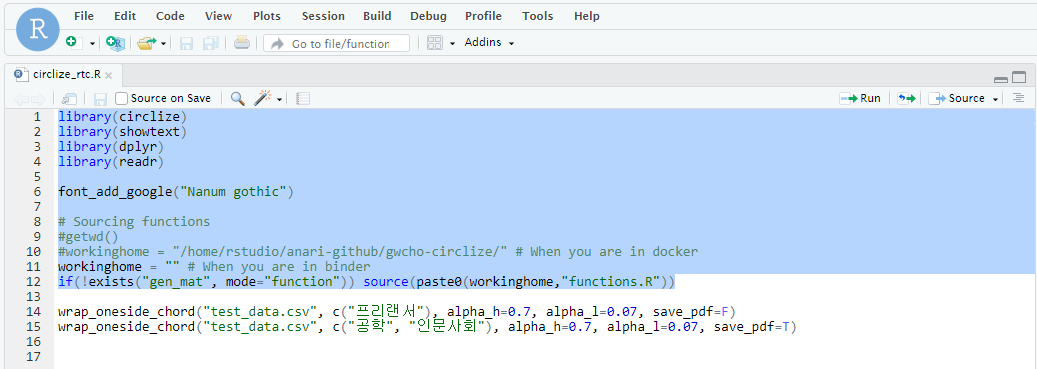 File Edit Code View Plots Session Build Debug Profile Tools Help
R
Go to file/function Addins
circlize_rtc.R
Source on Save Run Source
1 library(circlize)
2 library(showtext)
3 library(dplyr)
4 library(readr)
5
6 font_add_google("Nanum gothic")
7
8 # Sourcing functions
9 #getwd()
10 #workinghome = "/home/rstudio/anari-github/gwcho-circlize/" # When you are in docker
11 workinghome = "" # When you are in binder
12 if(!exists("gen_mat", mode="function")) source(paste0(workinghome,"functions.R"))
13
14 wrap_oneside_chord("test_data.csv", c("프리랜서"), alpha_h=0.7, alpha_l=0.07, save_pdf=F)
15 wrap_oneside_chord("test_data.csv", c("공학", "인문사회"), alpha_h=0.7, alpha_l=0.07, save_pdf=T)
16
17